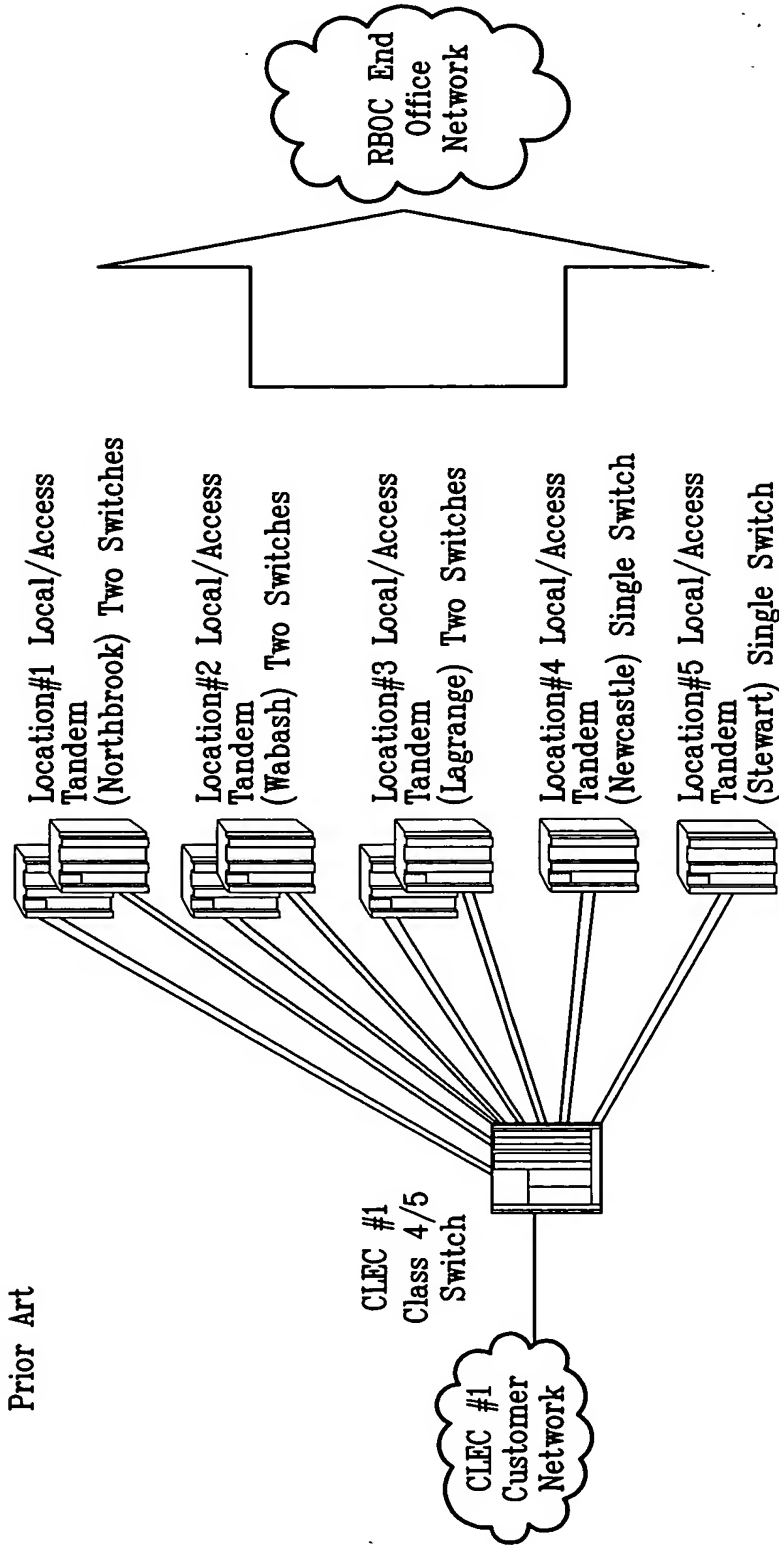 Prior Art
CLEC #1
Customer
Network
CLEC #1
Class 4/5
Switch
Location#1 Local/Access
Tandem
(Northbrook) Two Switches
Location#2 Local/Access
Tandem
(Wabash) Two Switches
Location#3 Local/Access
Tandem
(Lagrange) Two Switches
Location#4 Local/Access
Tandem
(Newcastle) Single Switch
Location#5 Local/Access
Tandem
(Stewart) Single Switch
RBOC End
Office
Network